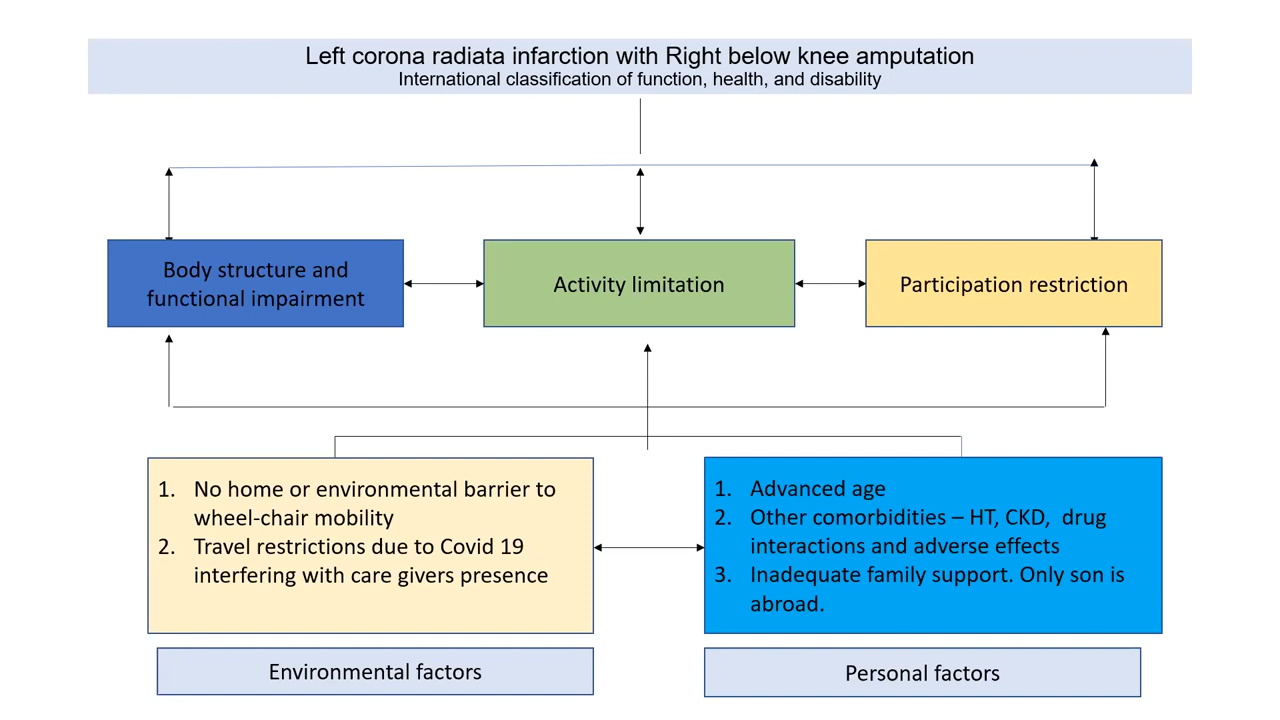 Left corona radiata infarction with Right below knee amputation
International classification of function, health, and disability
Body structure and
functional impairment
Activity limitation
Participation restriction
1. No home or environmental barrier to
wheel-chair mobility
2. Travel restrictions due to Covid 19
interfering with care givers presence
1. Advanced age
2. Other comorbidities – HT, CKD, drug
interactions and adverse effects
3. Inadequate family support. Only son is
abroad.
Environmental factors
Personal factors